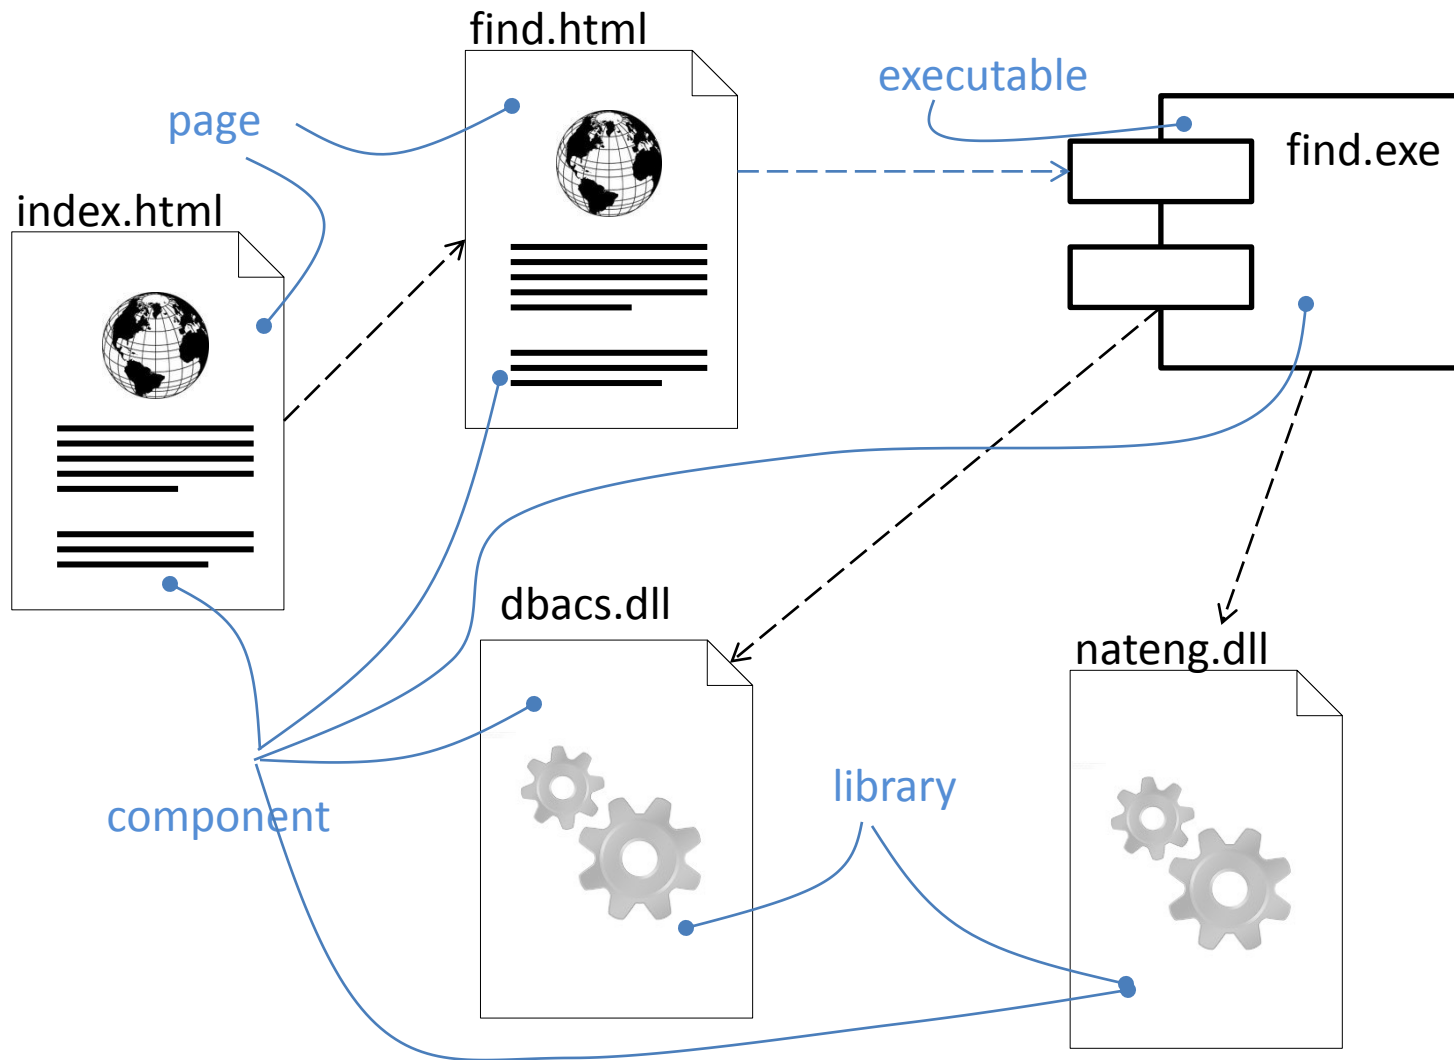 find.html
executable
page
find.exe
index.html
dbacs.dll
nateng.dll
library
component